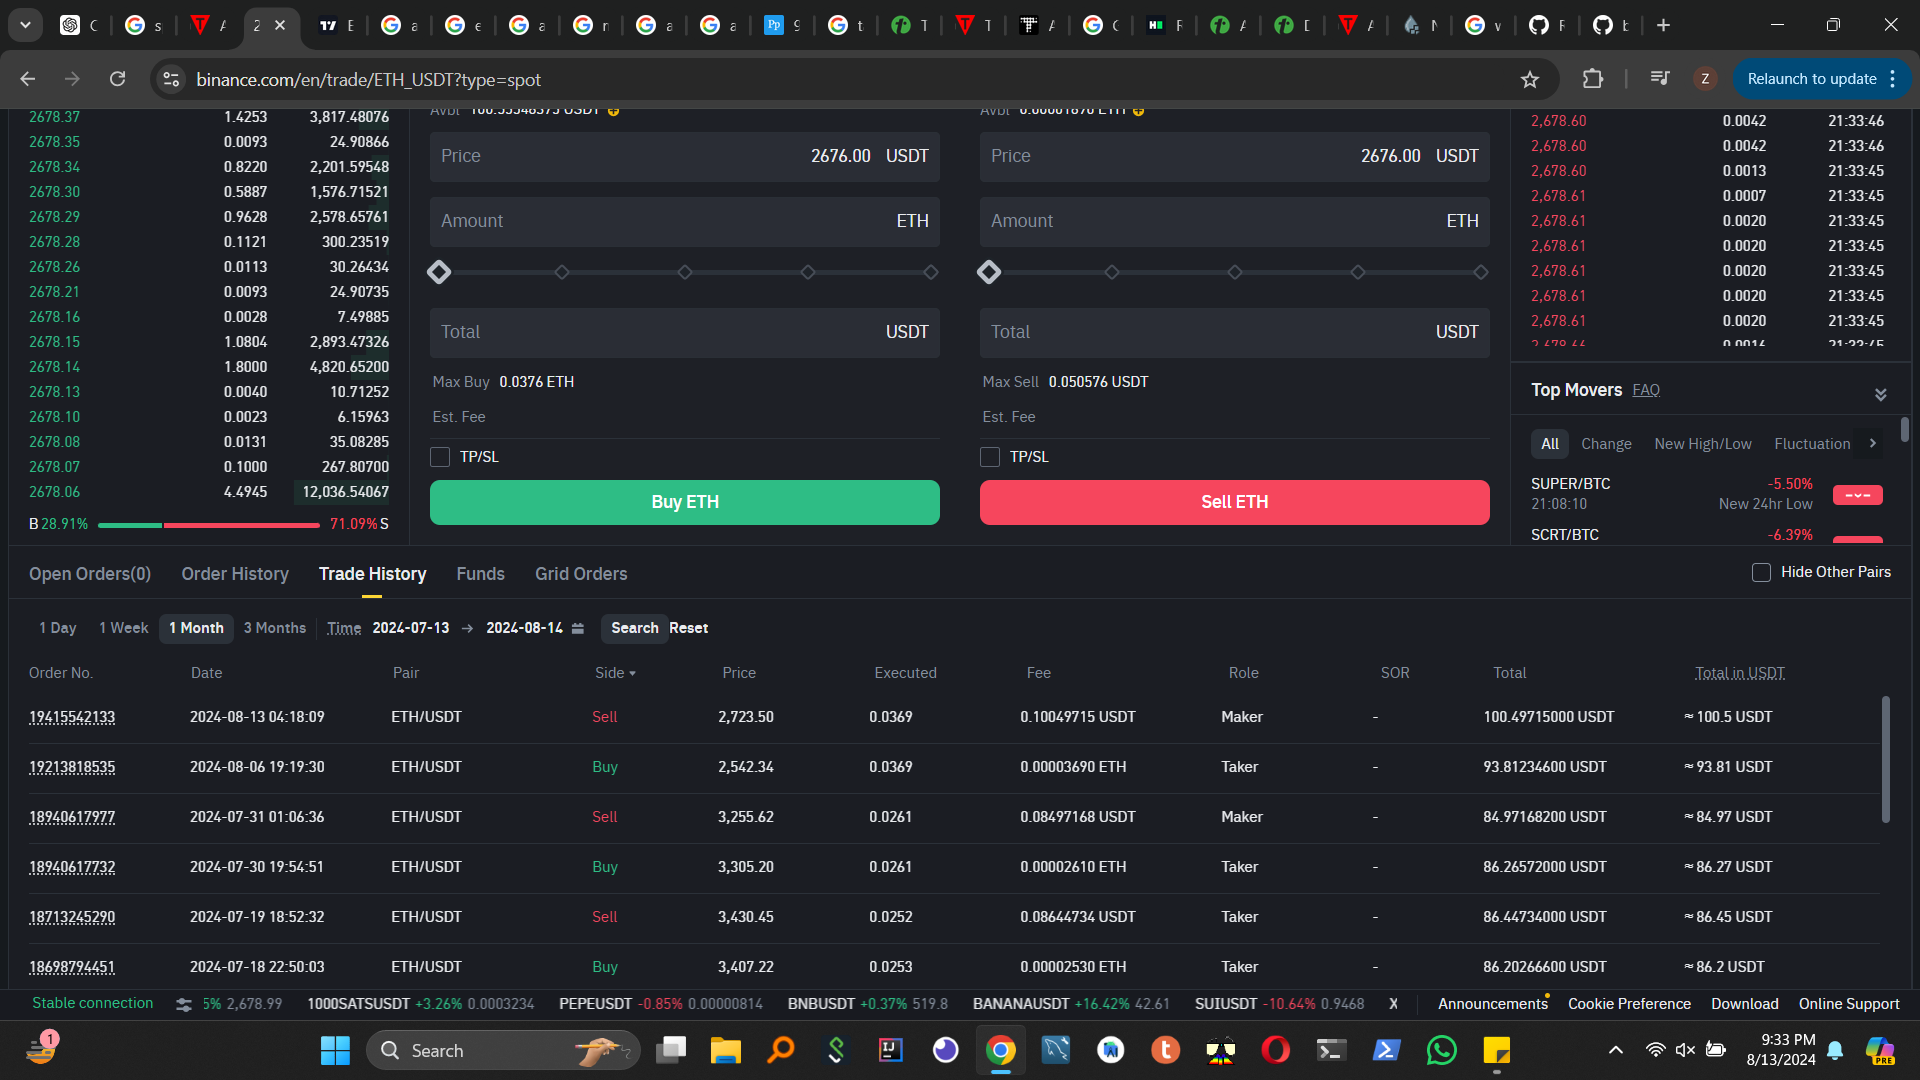 binance.com/en/trade/ETH_USDT?type=spot
Z
Relaunch to update
2678.37 1.4253 3,817.48076
2678.35 0.0093 24.90866
2678.34 0.8220 2,201.59548
2678.30 0.5887 1,576.71521
2678.29 0.9628 2,578.65761
2678.28 0.1121 300.23519
2678.26 0.0113 30.26434
2678.21 0.0093 24.90735
2678.16 0.0028 7.49885
2678.15 1.0804 2,893.47326
2678.14 1.8000 4,820.65200
2678.13 0.0040 10.71252
2678.10 0.0023 6.15963
2678.08 0.0131 35.08285
2678.07 0.1000 267.80700
2678.06 4.4945 12,036.54067
B 28.91% 71.09% S
Price 2676.00 USDT
Amount ETH
Total USDT
Max Buy 0.0376 ETH
Est. Fee
TP/SL
Buy ETH
Price 2676.00 USDT
Amount ETH
Total USDT
Max Sell 0.050576 USDT
Est. Fee
TP/SL
Sell ETH
2,678.60 0.0042 21:33:46
2,678.60 0.0042 21:33:46
2,678.60 0.0013 21:33:45
2,678.61 0.0007 21:33:45
2,678.61 0.0020 21:33:45
2,678.61 0.0020 21:33:45
2,678.61 0.0020 21:33:45
2,678.61 0.0020 21:33:45
2,678.61 0.0020 21:33:45
Top Movers FAQ
All Change New High/Low Fluctuation
SUPER/BTC -5.50%
21:08:10 New 24hr Low
SCRT/BTC -6.39%
Open Orders(0) Order History Trade History Funds Grid Orders Hide Other Pairs
1 Day 1 Week 1 Month 3 Months Time 2024-07-13 → 2024-08-14 Search Reset
Order No. Date Pair Side Price Executed Fee Role SOR Total Total in USDT
19415542133 2024-08-13 04:18:09 ETH/USDT Sell 2,723.50 0.0369 0.10049715 USDT Maker - 100.49715000 USDT ≈ 100.5 USDT
19213818535 2024-08-06 19:19:30 ETH/USDT Buy 2,542.34 0.0369 0.00003690 ETH Taker - 93.81234600 USDT ≈ 93.81 USDT
18940617977 2024-07-31 01:06:36 ETH/USDT Sell 3,255.62 0.0261 0.08497168 USDT Maker - 84.97168200 USDT ≈ 84.97 USDT
18940617732 2024-07-30 19:54:51 ETH/USDT Buy 3,305.20 0.0261 0.00002610 ETH Taker - 86.26572000 USDT ≈ 86.27 USDT
18713245290 2024-07-19 18:52:32 ETH/USDT Sell 3,430.45 0.0252 0.08644734 USDT Taker - 86.44734000 USDT ≈ 86.45 USDT
18698794451 2024-07-18 22:50:03 ETH/USDT Buy 3,407.22 0.0253 0.00002530 ETH Taker - 86.20266600 USDT ≈ 86.2 USDT
Stable connection 5% 2,678.99 1000SATSUSDT +3.26% 0.0003234 PEPEUSDT -0.85% 0.00000814 BNBUSDT +0.37% 519.8 BANANAUSDT +16.42% 42.61 SUIUSDT -10.64% 0.9468 X Announcements Cookie Preference Download Online Support
1 Search 9:33 PM
8/13/2024